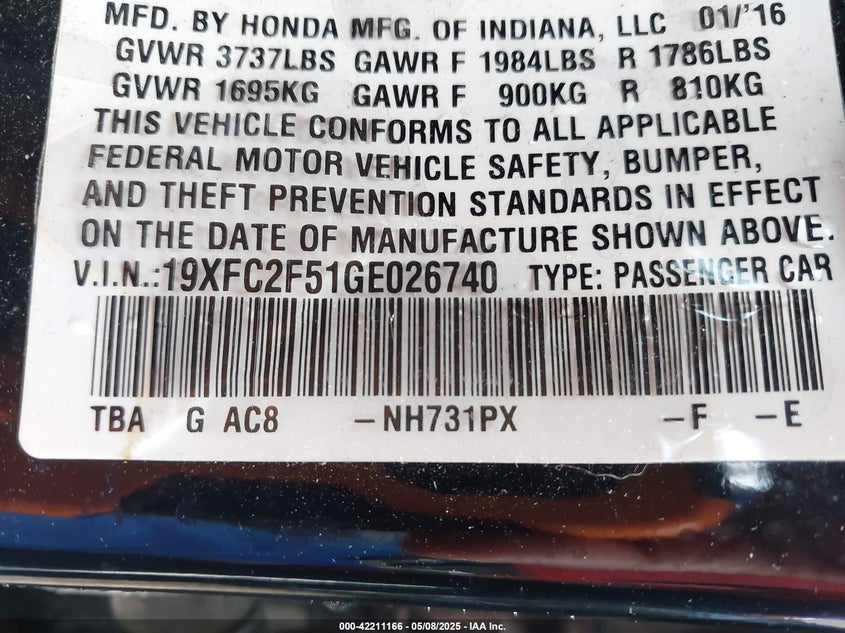 MFD. BY HONDA MFG. OF INDIANA, LLC 01/'16
GVWR 3737LBS GAWR F 1984LBS R 1786LBS
GVWR 1695KG GAWR F 900KG R 810KG
THIS VEHICLE CONFORMS TO ALL APPLICABLE
FEDERAL MOTOR VEHICLE SAFETY, BUMPER,
AND THEFT PREVENTION STANDARDS IN EFFECT
ON THE DATE OF MANUFACTURE SHOWN ABOVE.
V.I.N.:19XFC2F51GE026740 TYPE: PASSENGER CAR
TBA G AC8 -NH731PX -F -E
000-42211166 - 05/08/2025 - IAA Inc.